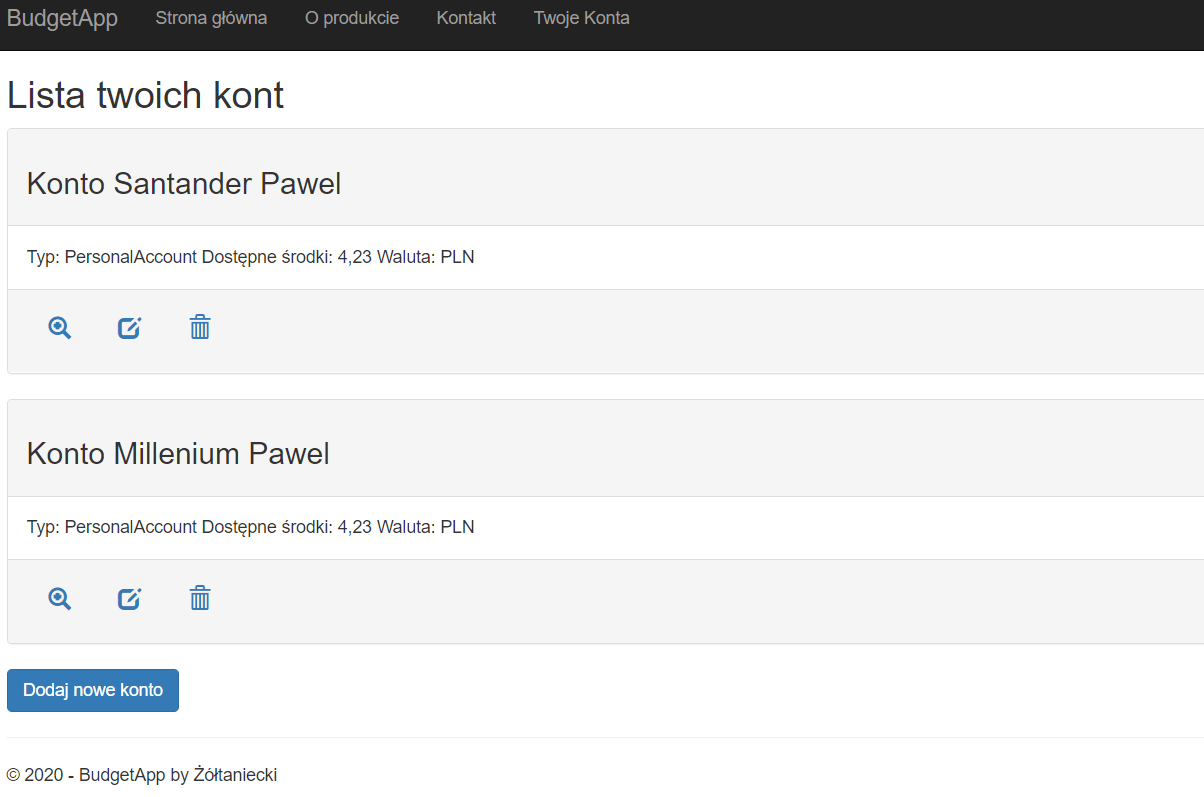 BudgetApp Strona główna O produkcie Kontakt Twoje Konta
Lista twoich kont
Konto Santander Pawel
Typ: PersonalAccount Dostępne środki: 4,23 Waluta: PLN
Konto Millenium Pawel
Typ: PersonalAccount Dostępne środki: 4,23 Waluta: PLN
Dodaj nowe konto
© 2020 - BudgetApp by Żółtaniecki